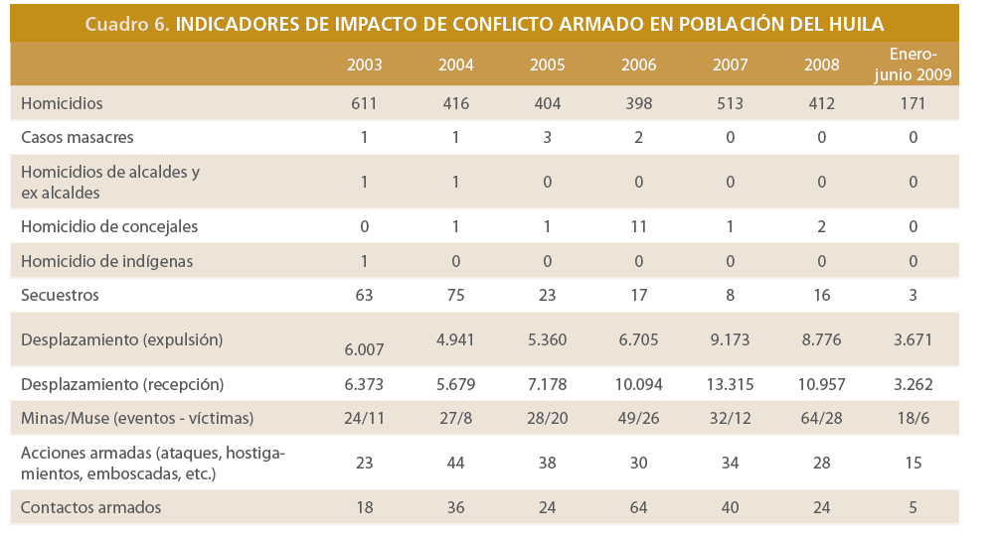 Cuadro 6. INDICADORES DE IMPACTO DE CONFLICTO ARMADO EN POBLACIÓN DEL HUILA
2003 2004 2005 2006 2007 2008 Enero-
junio 2009
Homicidios 611 416 404 398 513 412 171
Casos masacres 1 1 3 2 0 0 0
Homicidios de alcaldes y
ex alcaldes 1 1 0 0 0 0 0
Homicidio de concejales 0 1 1 11 1 2 0
Homicidio de indígenas 1 0 0 0 0 0 0
Secuestros 63 75 23 17 8 16 3
Desplazamiento (expulsión) 6.007 4.941 5.360 6.705 9.173 8.776 3.671
Desplazamiento (recepción) 6.373 5.679 7.178 10.094 13.315 10.957 3.262
Minas/Muse (eventos - víctimas) 24/11 27/8 28/20 49/26 32/12 64/28 18/6
Acciones armadas (ataques, hostiga-
mientos, emboscadas, etc.) 23 44 38 30 34 28 15
Contactos armados 18 36 24 64 40 24 5